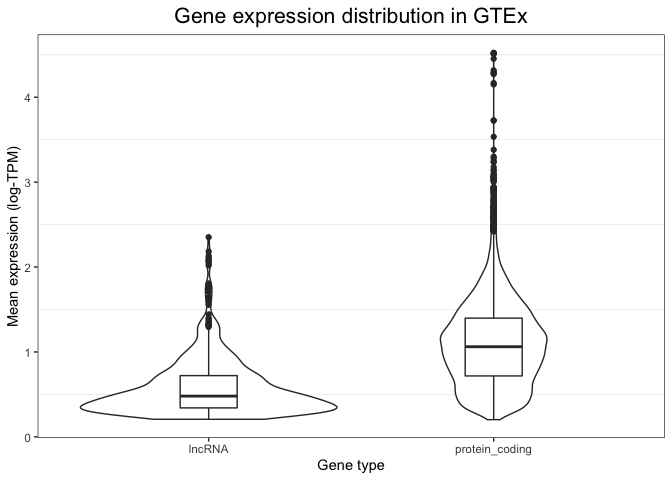 Gene expression distribution in GTEx
Mean expression (log-TPM)
4
3
2
1
0
lncRNA
protein_coding
Gene type